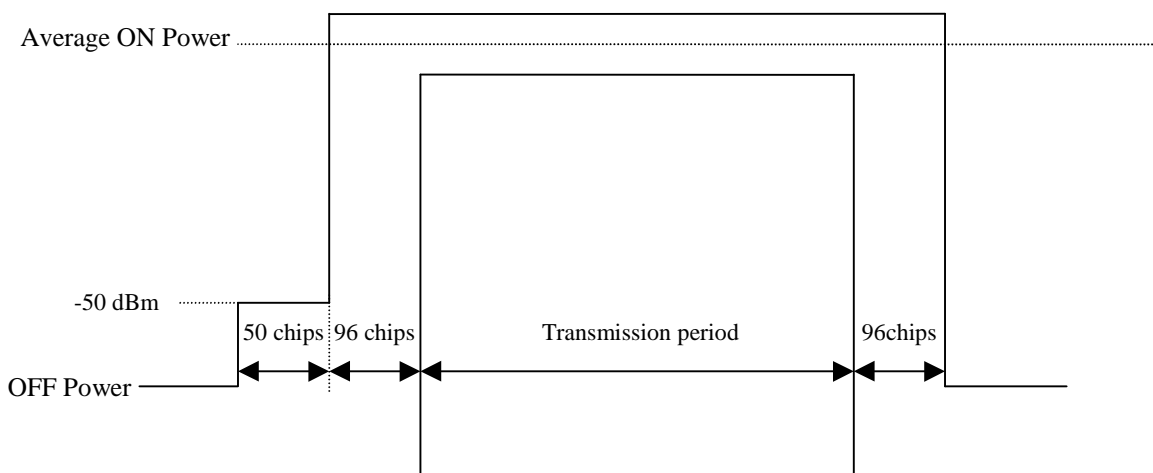 Average ON Power
-50 dBm
50 chips
96 chips
Transmission period
96chips
OFF Power